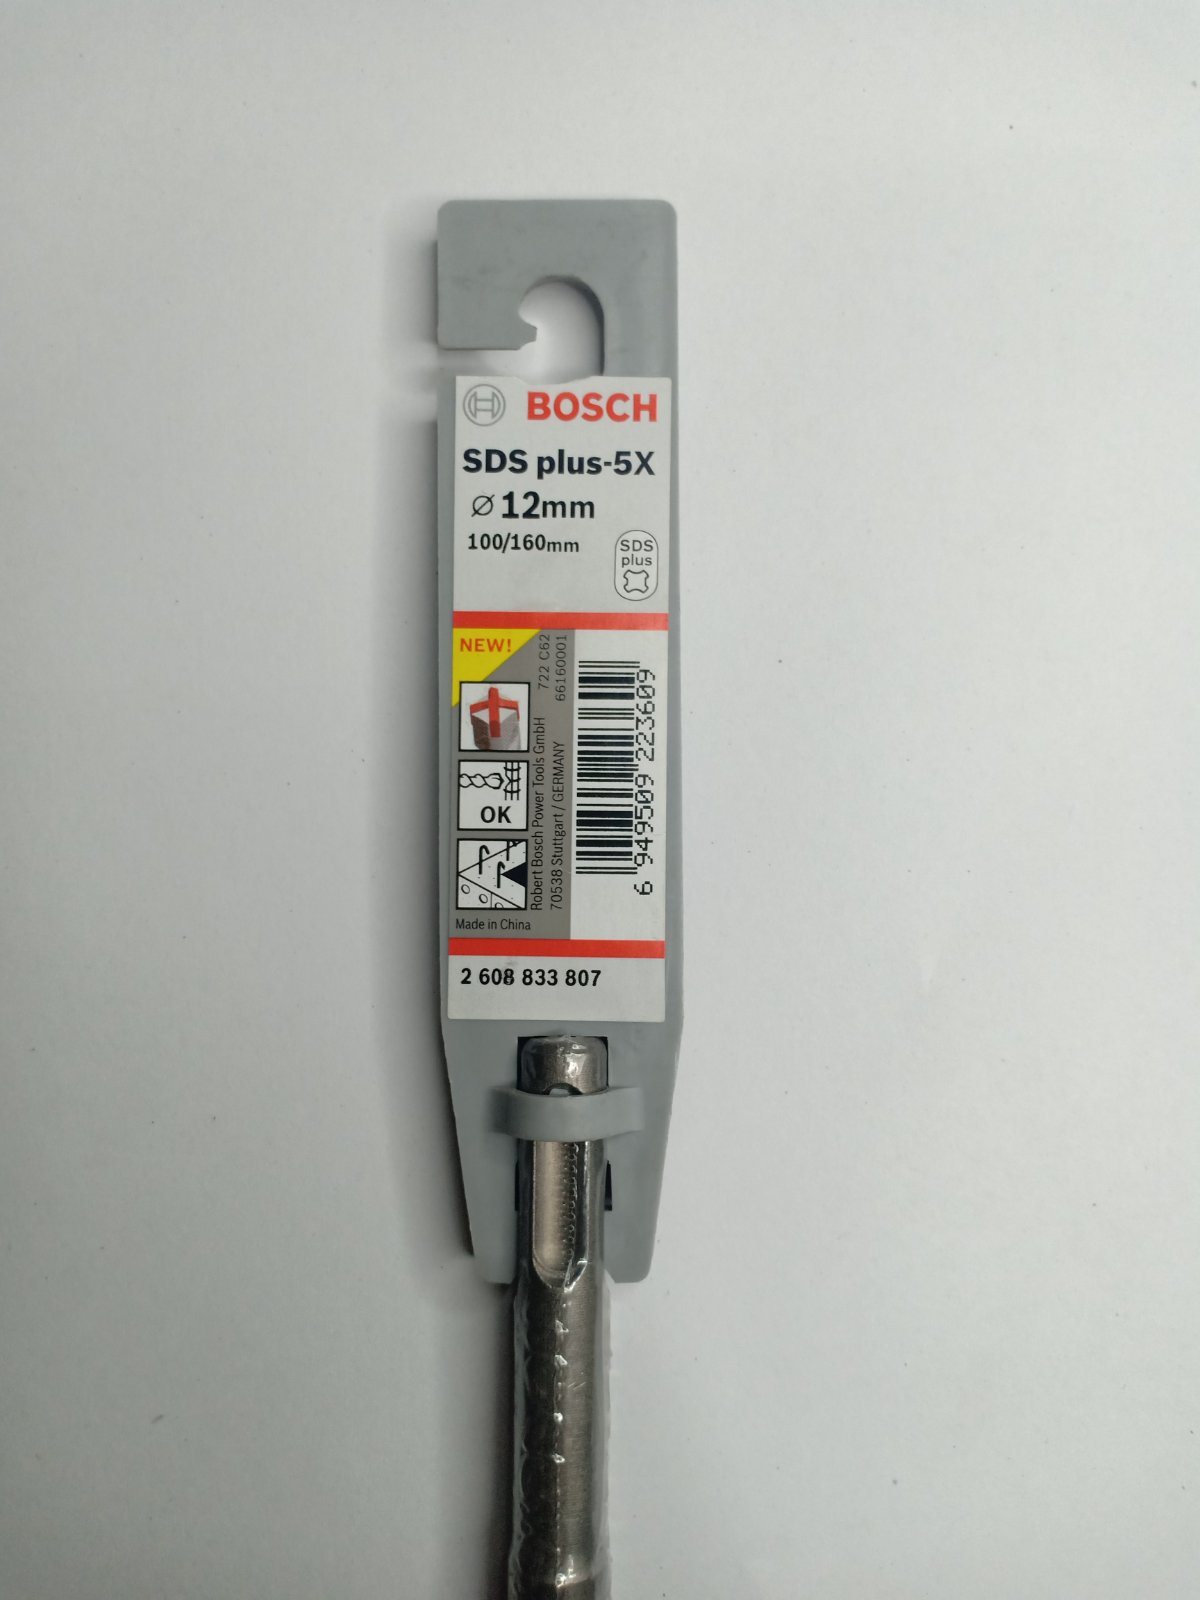 BOSCH
SDS plus-5X
Ø 12mm
100/160mm
SDS
plus
NEW!
722 C62
66160001
OK
Robert Bosch Power Tools GmbH
70538 Stuttgart / GERMANY
6 949509 223609
Made in China
2 608 833 807